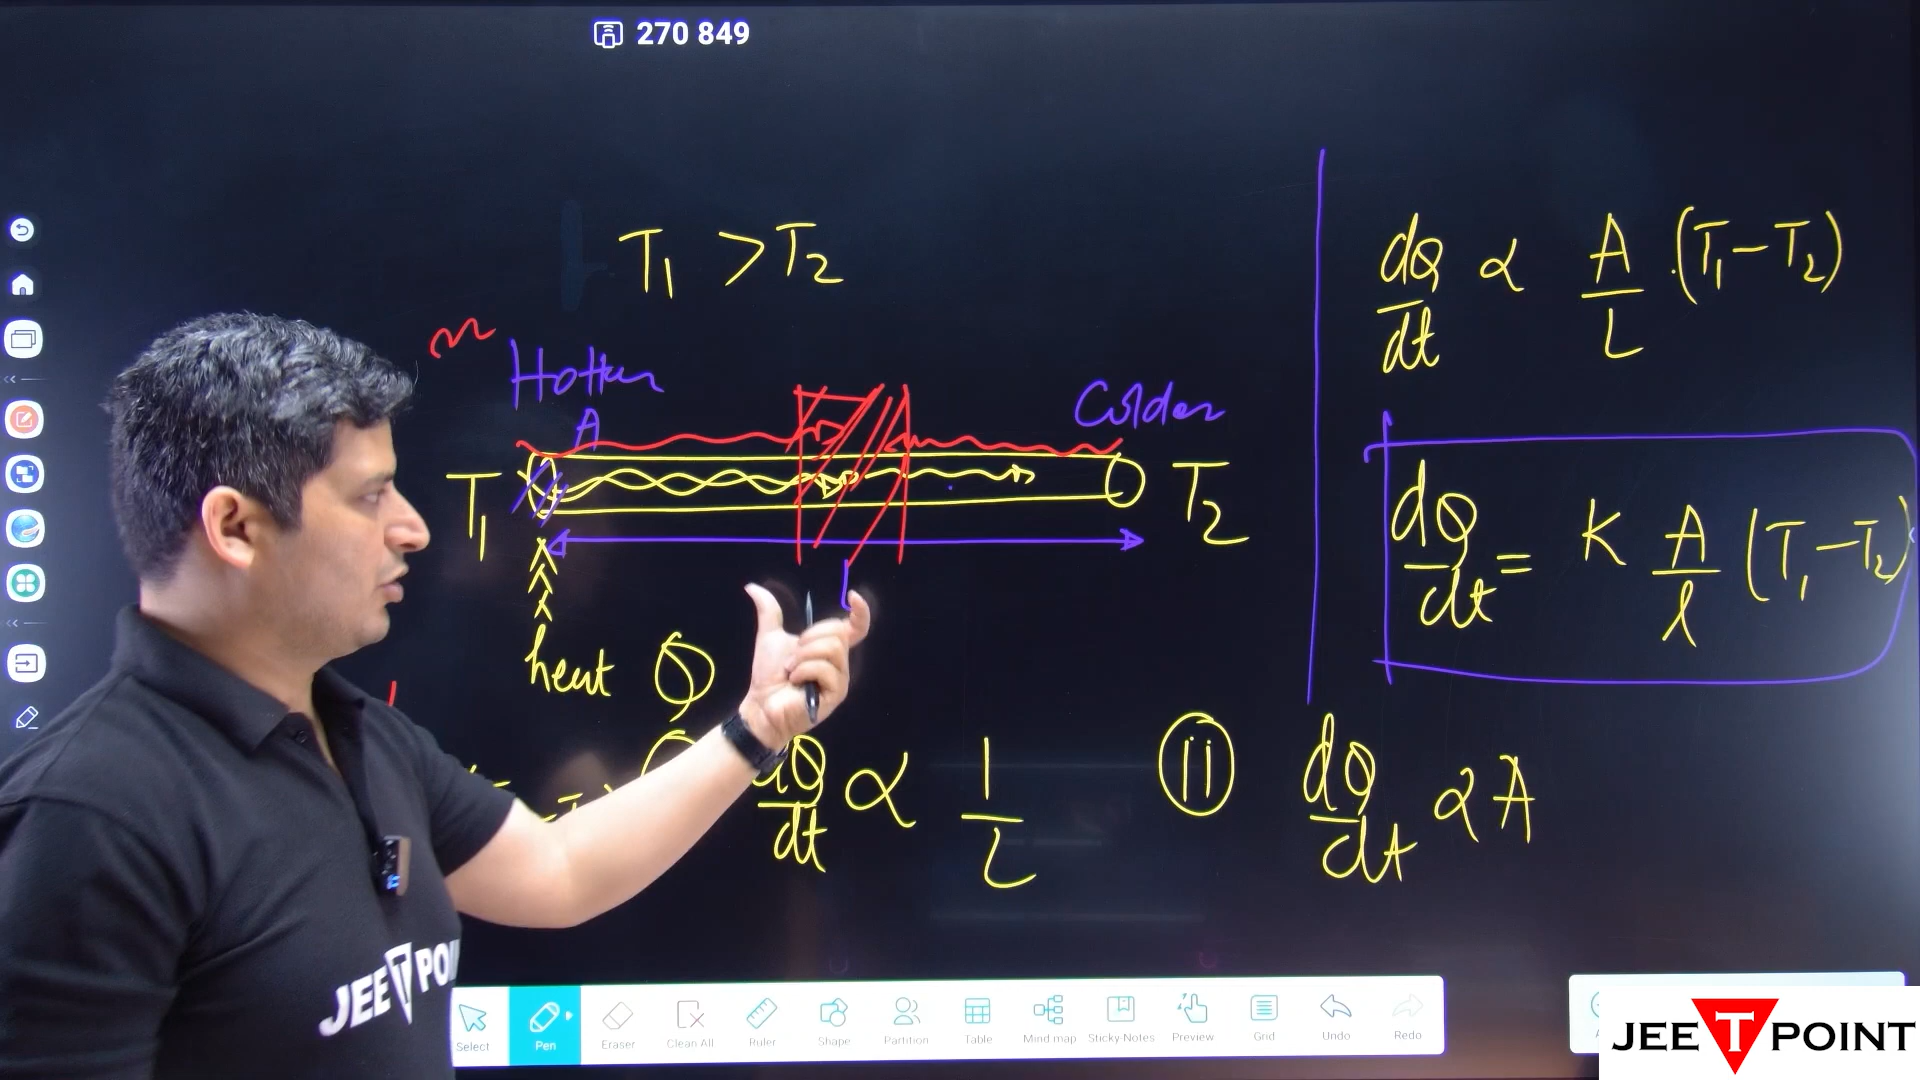 270 849
T₁ > T₂
Hotter
A
Colder
T₁
T₂
L
heat Q
dQ/dt ∝ 1/L
ii dQ/dt ∝ A
dQ/dt ∝ A/L . (T₁ – T₂)
dQ/dt = K A/l (T₁ – T₂)
JEE T POIN
Select Pen Eraser Clean All Ruler Shape Partition Table Mind map Sticky-Notes Preview Grid Undo Redo
JEE T POINT